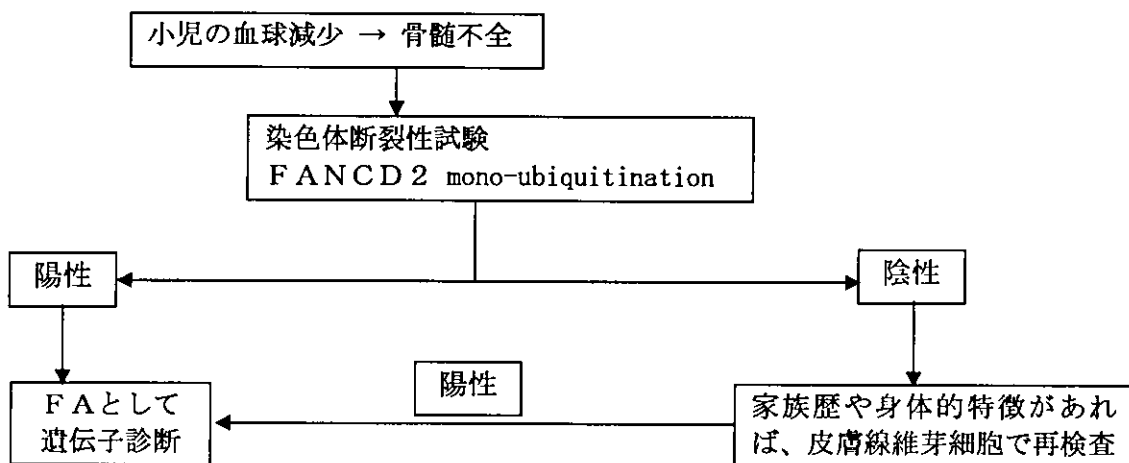 小児の血球減少 → 骨髄不全
染色体断裂性試験
ＦＡＮＣＤ２ mono-ubiquitination
陽性
陰性
陽性
ＦＡとして
遺伝子診断
家族歴や身体的特徴があれ
ば、皮膚線維芽細胞で再検査